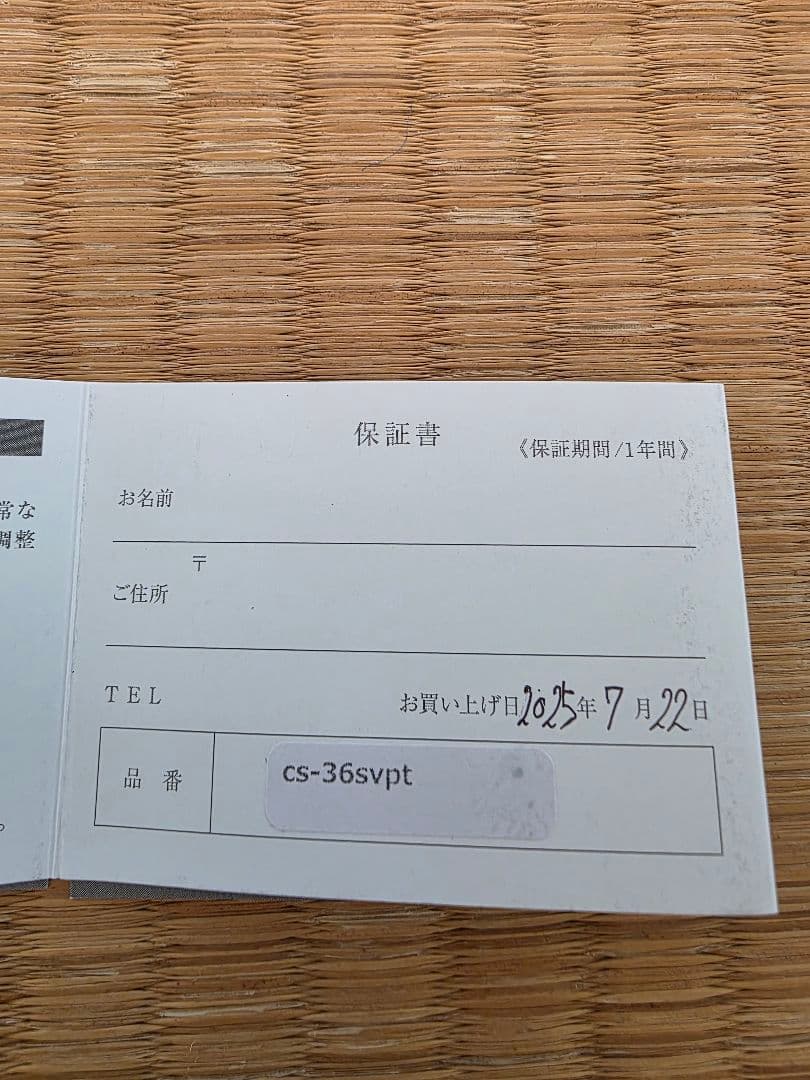 保証書
《保証期間/1年間》
お名前
〒
ご住所
TEL
お買い上げ日2025年7月22日
品番
cs-36svpt
常な
調整
。